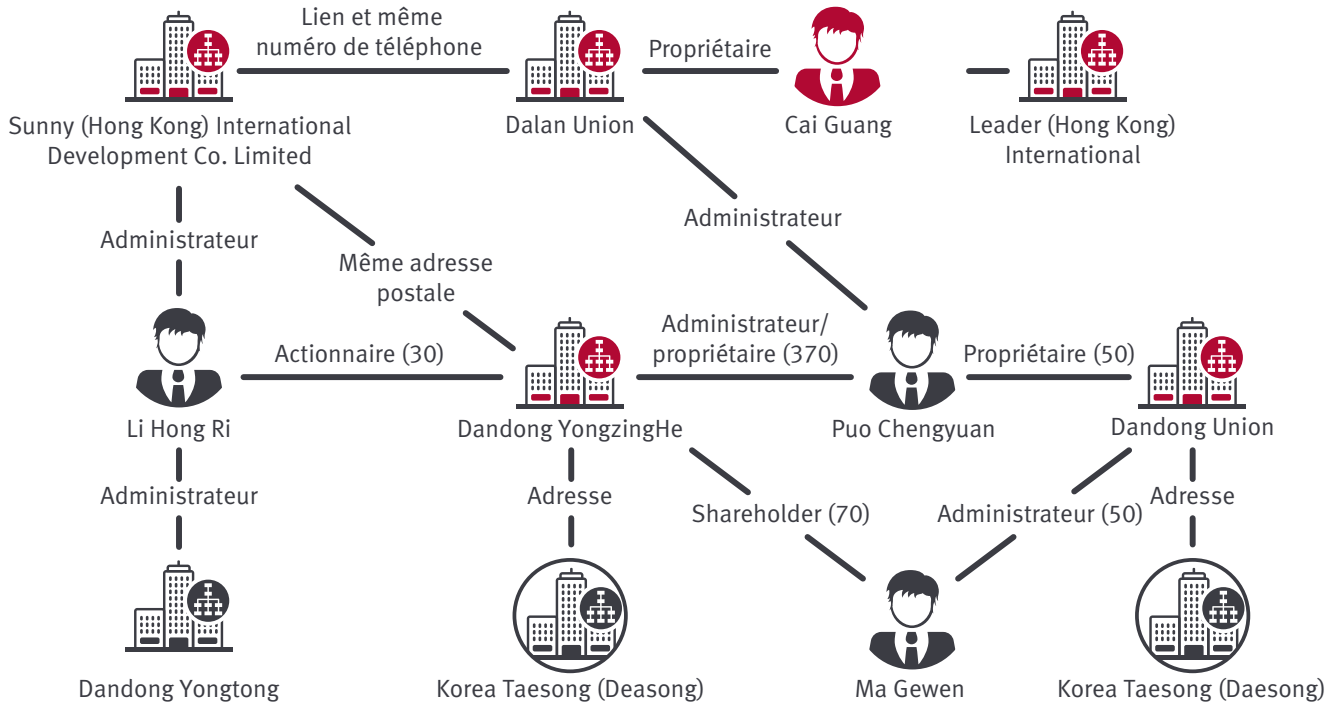 Lien et même
numéro de téléphone
Propriétaire
Sunny (Hong Kong) International
Development Co. Limited
Dalan Union
Cai Guang
Leader (Hong Kong)
International
Administrateur
Administrateur
Même adresse
postale
Actionnaire (30)
Administrateur/
propriétaire (370)
Propriétaire (50)
Li Hong Ri
Dandong YongzingHe
Puo Chengyuan
Dandong Union
Administrateur
Adresse
Shareholder (70)
Administrateur (50)
Adresse
Dandong Yongtong
Korea Taesong (Deasong)
Ma Gewen
Korea Taesong (Daesong)